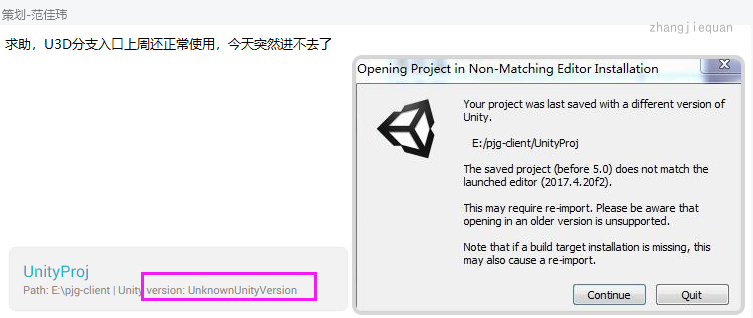 策划-范佳玮
zhangjiequan
求助，U3D分支入口上周还正常使用，今天突然进不去了
Opening Project in Non-Matching Editor Installation
Your project was last saved with a different version of
Unity.
E:/pjg-client/UnityProj
The saved project (before 5.0) does not match the
launched editor (2017.4.20f2).
This may require re-import. Please be aware that
opening in an older version is unsupported.
Note that if a build target installation is missing, this
may also cause a re-import.
Continue
Quit
UnityProj
Path: E:\pjg-client | Unity version: UnknownUnityVersion